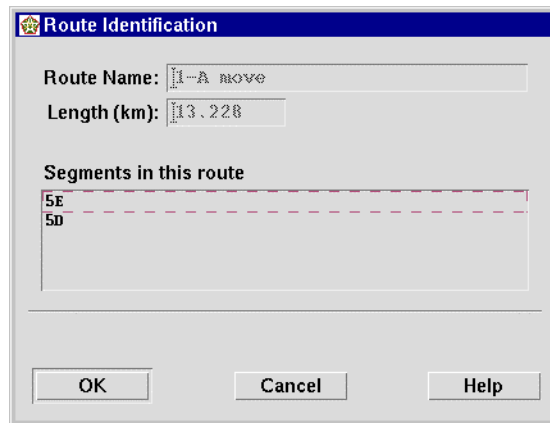 Route Identification
Route Name: 1-A move
Length (km): 13.228
Segments in this route
5E
5D
OK Cancel Help